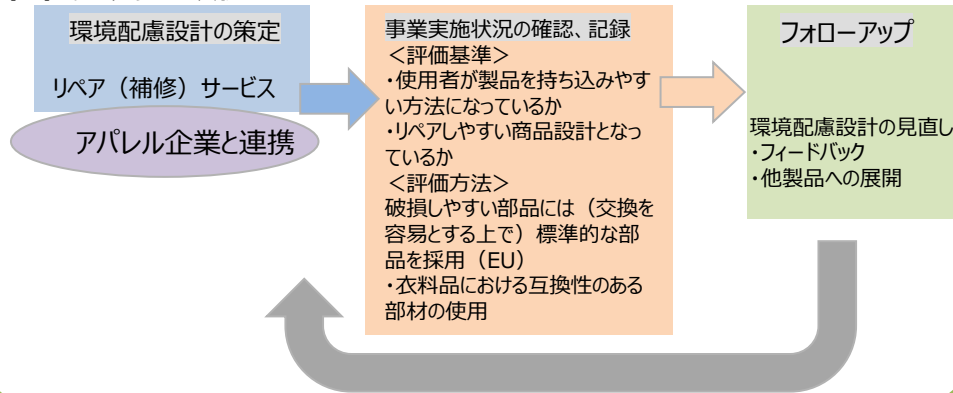 環境配慮設計の策定
リペア（補修）サービス
アパレル企業と連携
事業実施状況の確認、記録
＜評価基準＞
・使用者が製品を持ち込みやす
い方法になっているか
・リペアしやすい商品設計となっ
ているか
＜評価方法＞
破損しやすい部品には（交換を
容易とする上で）標準的な部
品を採用（EU）
・衣料品における互換性のある
部材の使用
フォローアップ
環境配慮設計の見直し
・フィードバック
・他製品への展開